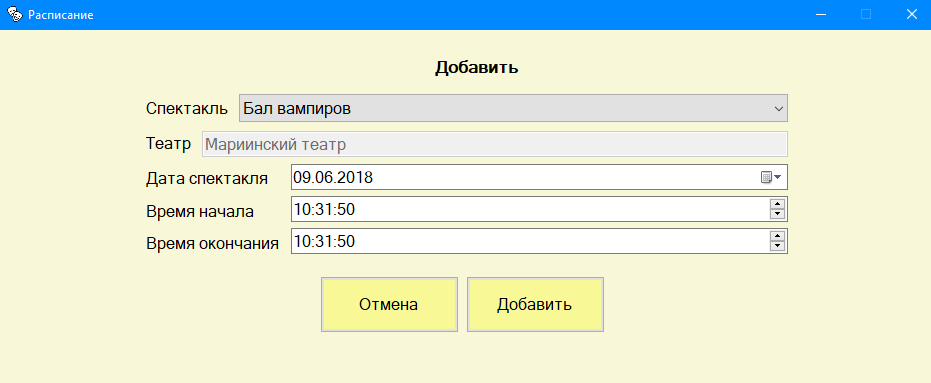 Расписание
Добавить
Спектакль Бал вампиров
Театр Мариинский театр
Дата спектакля 09.06.2018
Время начала 10:31:50
Время окончания 10:31:50
Отмена Добавить